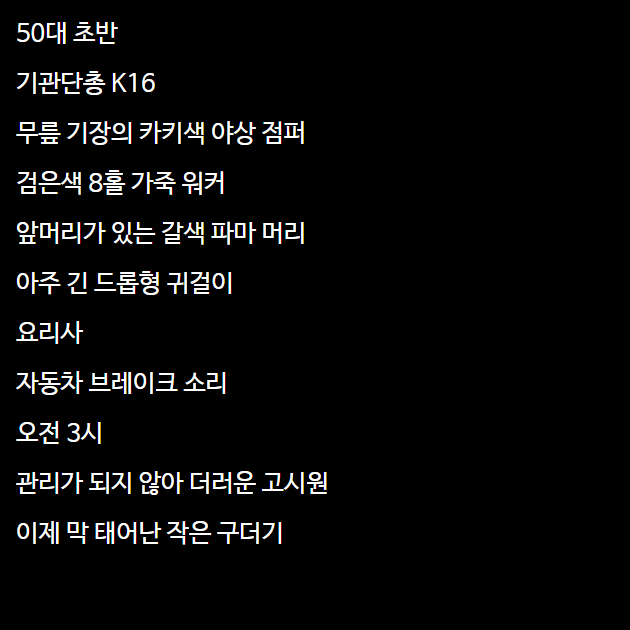 50대 초반
기관단총 K16
무릎 기장의 카키색 야상 점퍼
검은색 8홀 가죽 워커
앞머리가 있는 갈색 파마 머리
아주 긴 드롭형 귀걸이
요리사
자동차 브레이크 소리
오전 3시
관리가 되지 않아 더러운 고시원
이제 막 태어난 작은 구더기